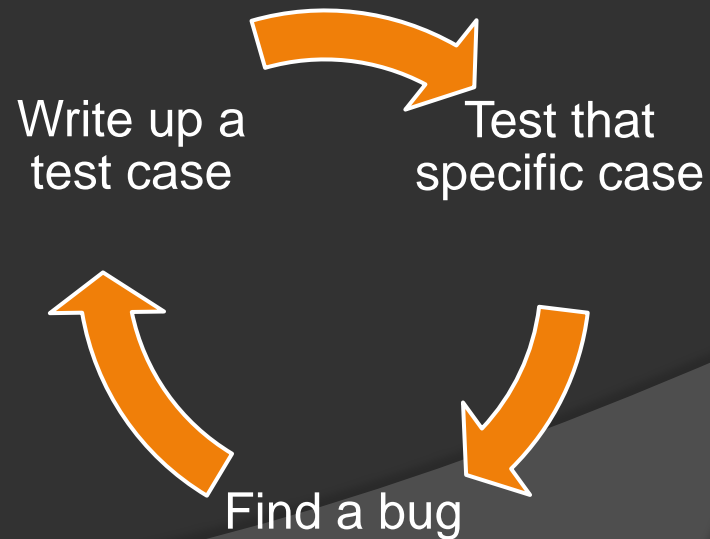 Write up a
test case
Test that
specific case
Find a bug